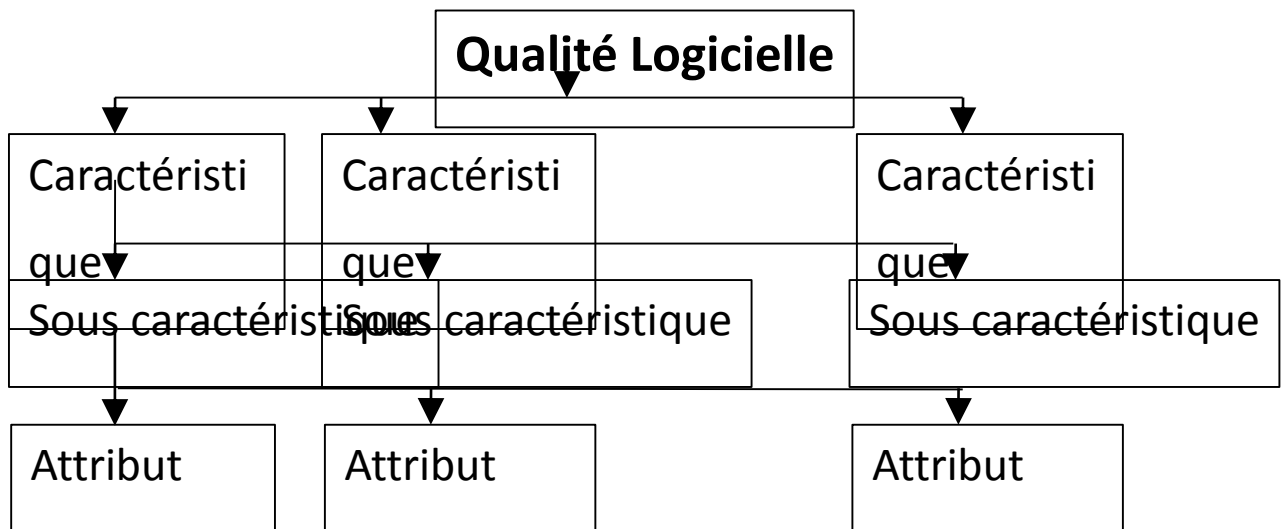 Qualité Logicielle
Caractéristi
que
Caractéristi
que
Caractéristi
que
Sous caractéristique
Sous caractéristique
Sous caractéristique
Attribut
Attribut
Attribut